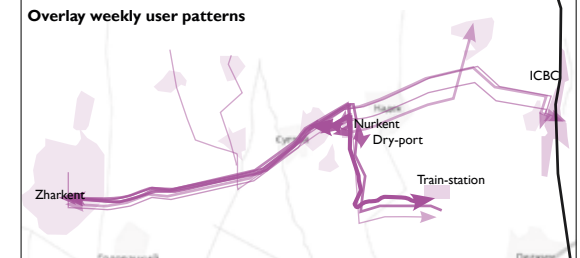 Overlay weekly user patterns
ICBC
Nurkent
Dry-port
Train-station
Zharkent